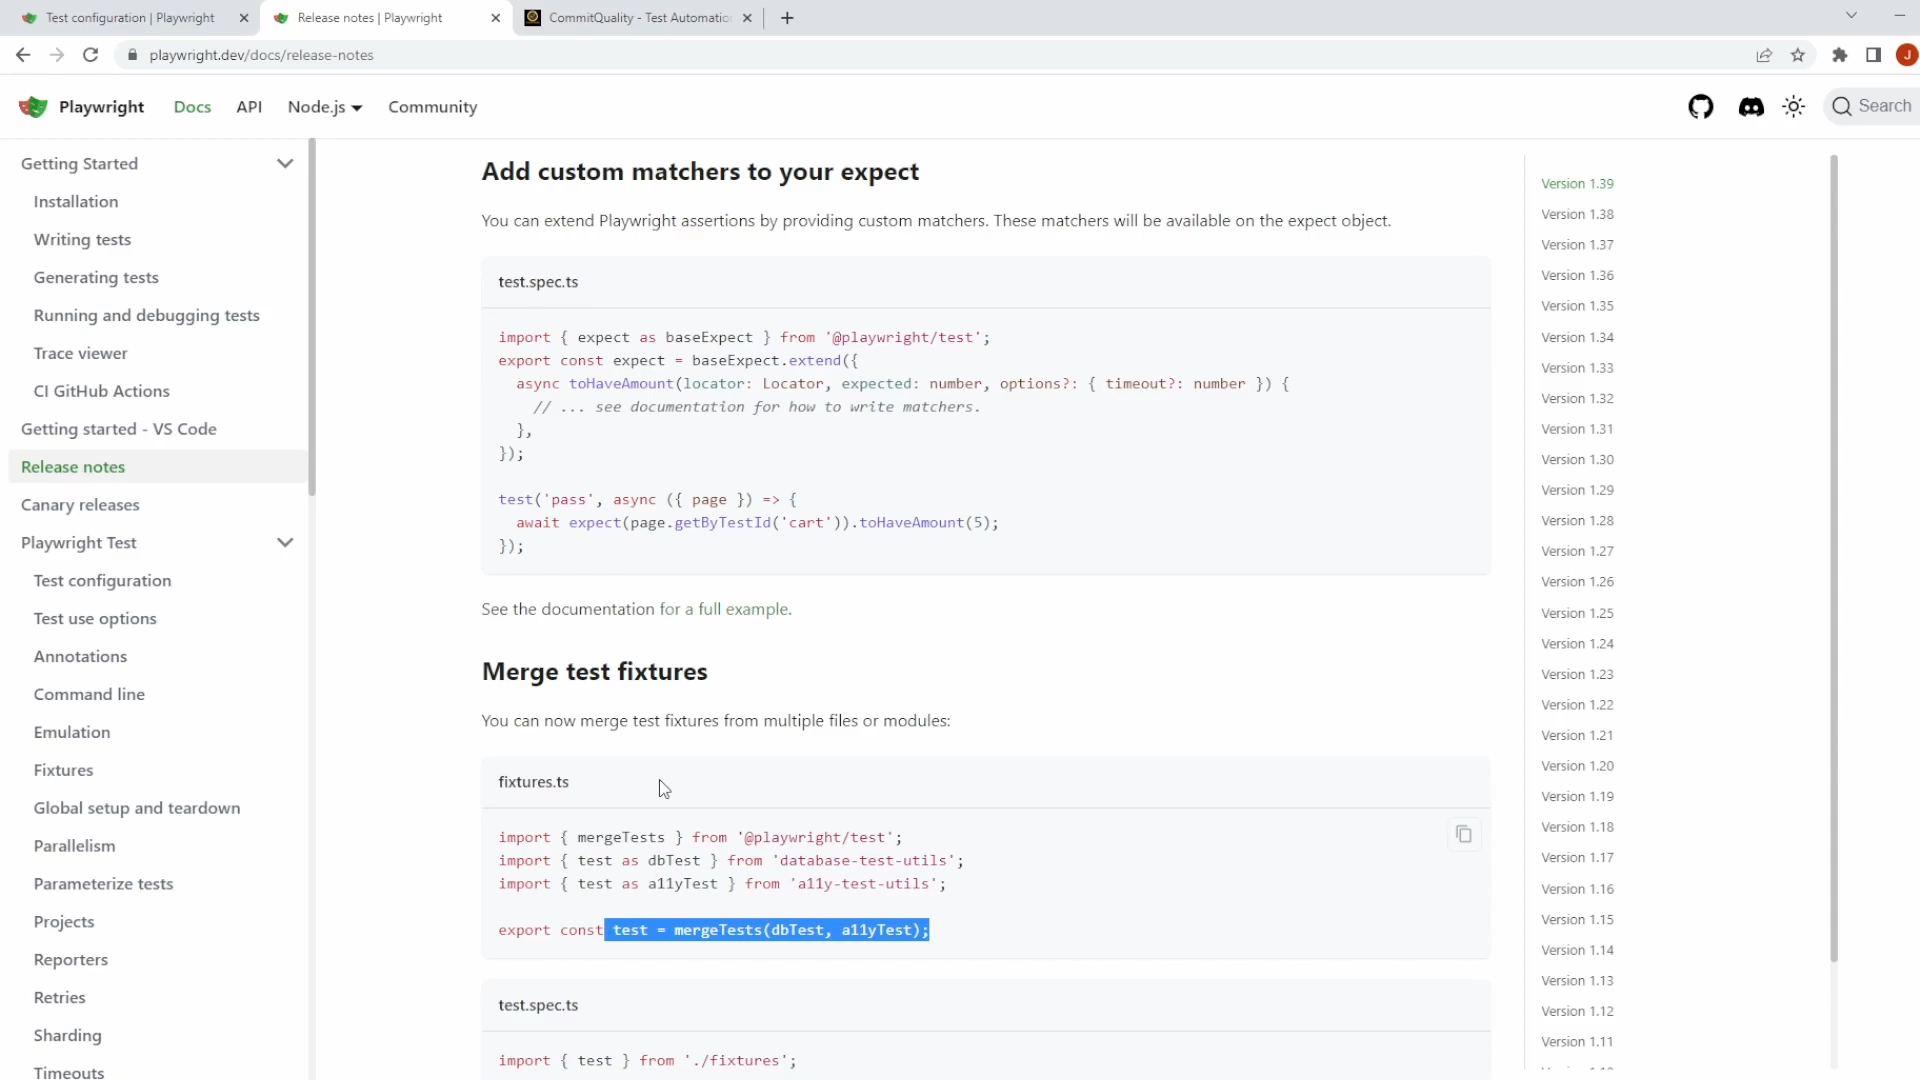 Test configuration | Playwright
Release notes | Playwright
CommitQuality - Test Automatio
playwright.dev/docs/release-notes
J
Playwright
Docs
API
Node.js
Community
Search
Getting Started
Installation
Writing tests
Generating tests
Running and debugging tests
Trace viewer
CI GitHub Actions
Getting started - VS Code
Release notes
Canary releases
Playwright Test
Test configuration
Test use options
Annotations
Command line
Emulation
Fixtures
Global setup and teardown
Parallelism
Parameterize tests
Projects
Reporters
Retries
Sharding
Timeouts
Add custom matchers to your expect
You can extend Playwright assertions by providing custom matchers. These matchers will be available on the expect object.
test.spec.ts
import { expect as baseExpect } from '@playwright/test';
export const expect = baseExpect.extend({
async toHaveAmount(locator: Locator, expected: number, options?: { timeout?: number }) {
// ... see documentation for how to write matchers.
},
});
test('pass', async ({ page }) => {
await expect(page.getByTestId('cart')).toHaveAmount(5);
});
See the documentation for a full example.
Merge test fixtures
You can now merge test fixtures from multiple files or modules:
fixtures.ts
import { mergeTests } from '@playwright/test';
import { test as dbTest } from 'database-test-utils';
import { test as a11yTest } from 'a11y-test-utils';
export const test = mergeTests(dbTest, a11yTest);
test.spec.ts
import { test } from './fixtures';
Version 1.39
Version 1.38
Version 1.37
Version 1.36
Version 1.35
Version 1.34
Version 1.33
Version 1.32
Version 1.31
Version 1.30
Version 1.29
Version 1.28
Version 1.27
Version 1.26
Version 1.25
Version 1.24
Version 1.23
Version 1.22
Version 1.21
Version 1.20
Version 1.19
Version 1.18
Version 1.17
Version 1.16
Version 1.15
Version 1.14
Version 1.13
Version 1.12
Version 1.11